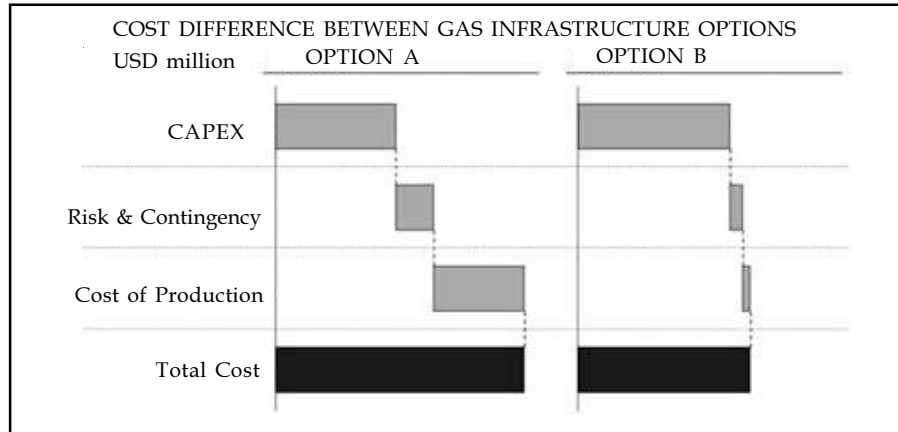 COST DIFFERENCE BETWEEN GAS INFRASTRUCTURE OPTIONS
USD million OPTION A OPTION B
CAPEX
Risk & Contingency
Cost of Production
Total Cost